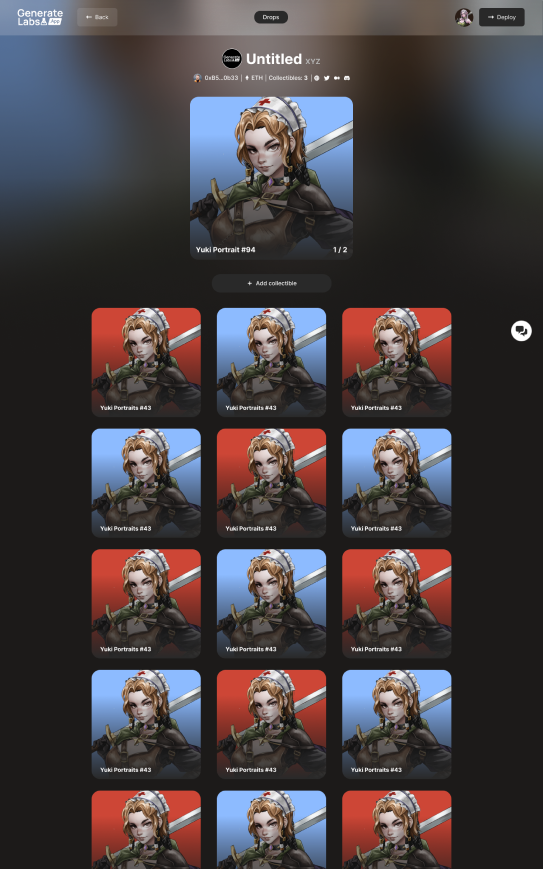 Generate
Labs PRO
← Back
Drops
→ Deploy
Untitled XYZ
0xB5...0b33 | ETH | Collectibles: 3
Yuki Portrait #94
1 / 2
+ Add collectible
Yuki Portraits #43
Yuki Portraits #43
Yuki Portraits #43
Yuki Portraits #43
Yuki Portraits #43
Yuki Portraits #43
Yuki Portraits #43
Yuki Portraits #43
Yuki Portraits #43
Yuki Portraits #43
Yuki Portraits #43
Yuki Portraits #43